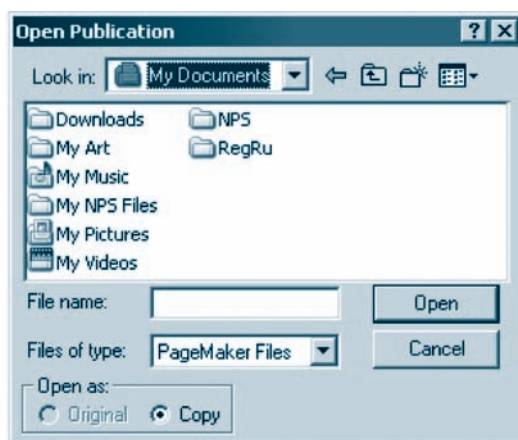 Open Publication
Look in: My Documents
Downloads NPS
My Art RegRu
My Music
My NPS Files
My Pictures
My Videos
File name: Open
Files of type: PageMaker Files Cancel
Open as:
Original Copy